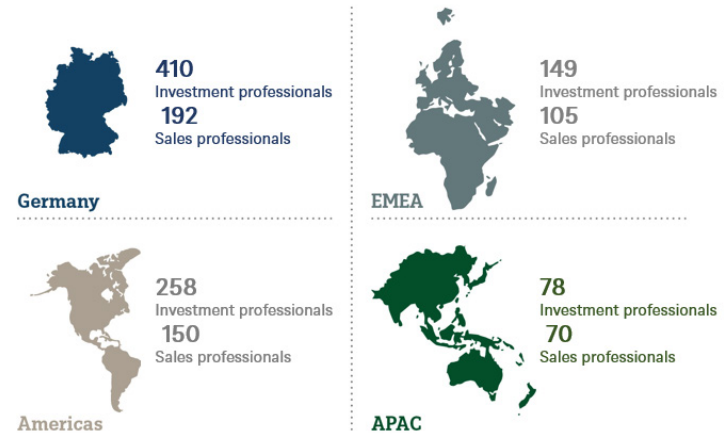 410
Investment professionals
192
Sales professionals
Germany
149
Investment professionals
105
Sales professionals
EMEA
258
Investment professionals
150
Sales professionals
Americas
78
Investment professionals
70
Sales professionals
APAC